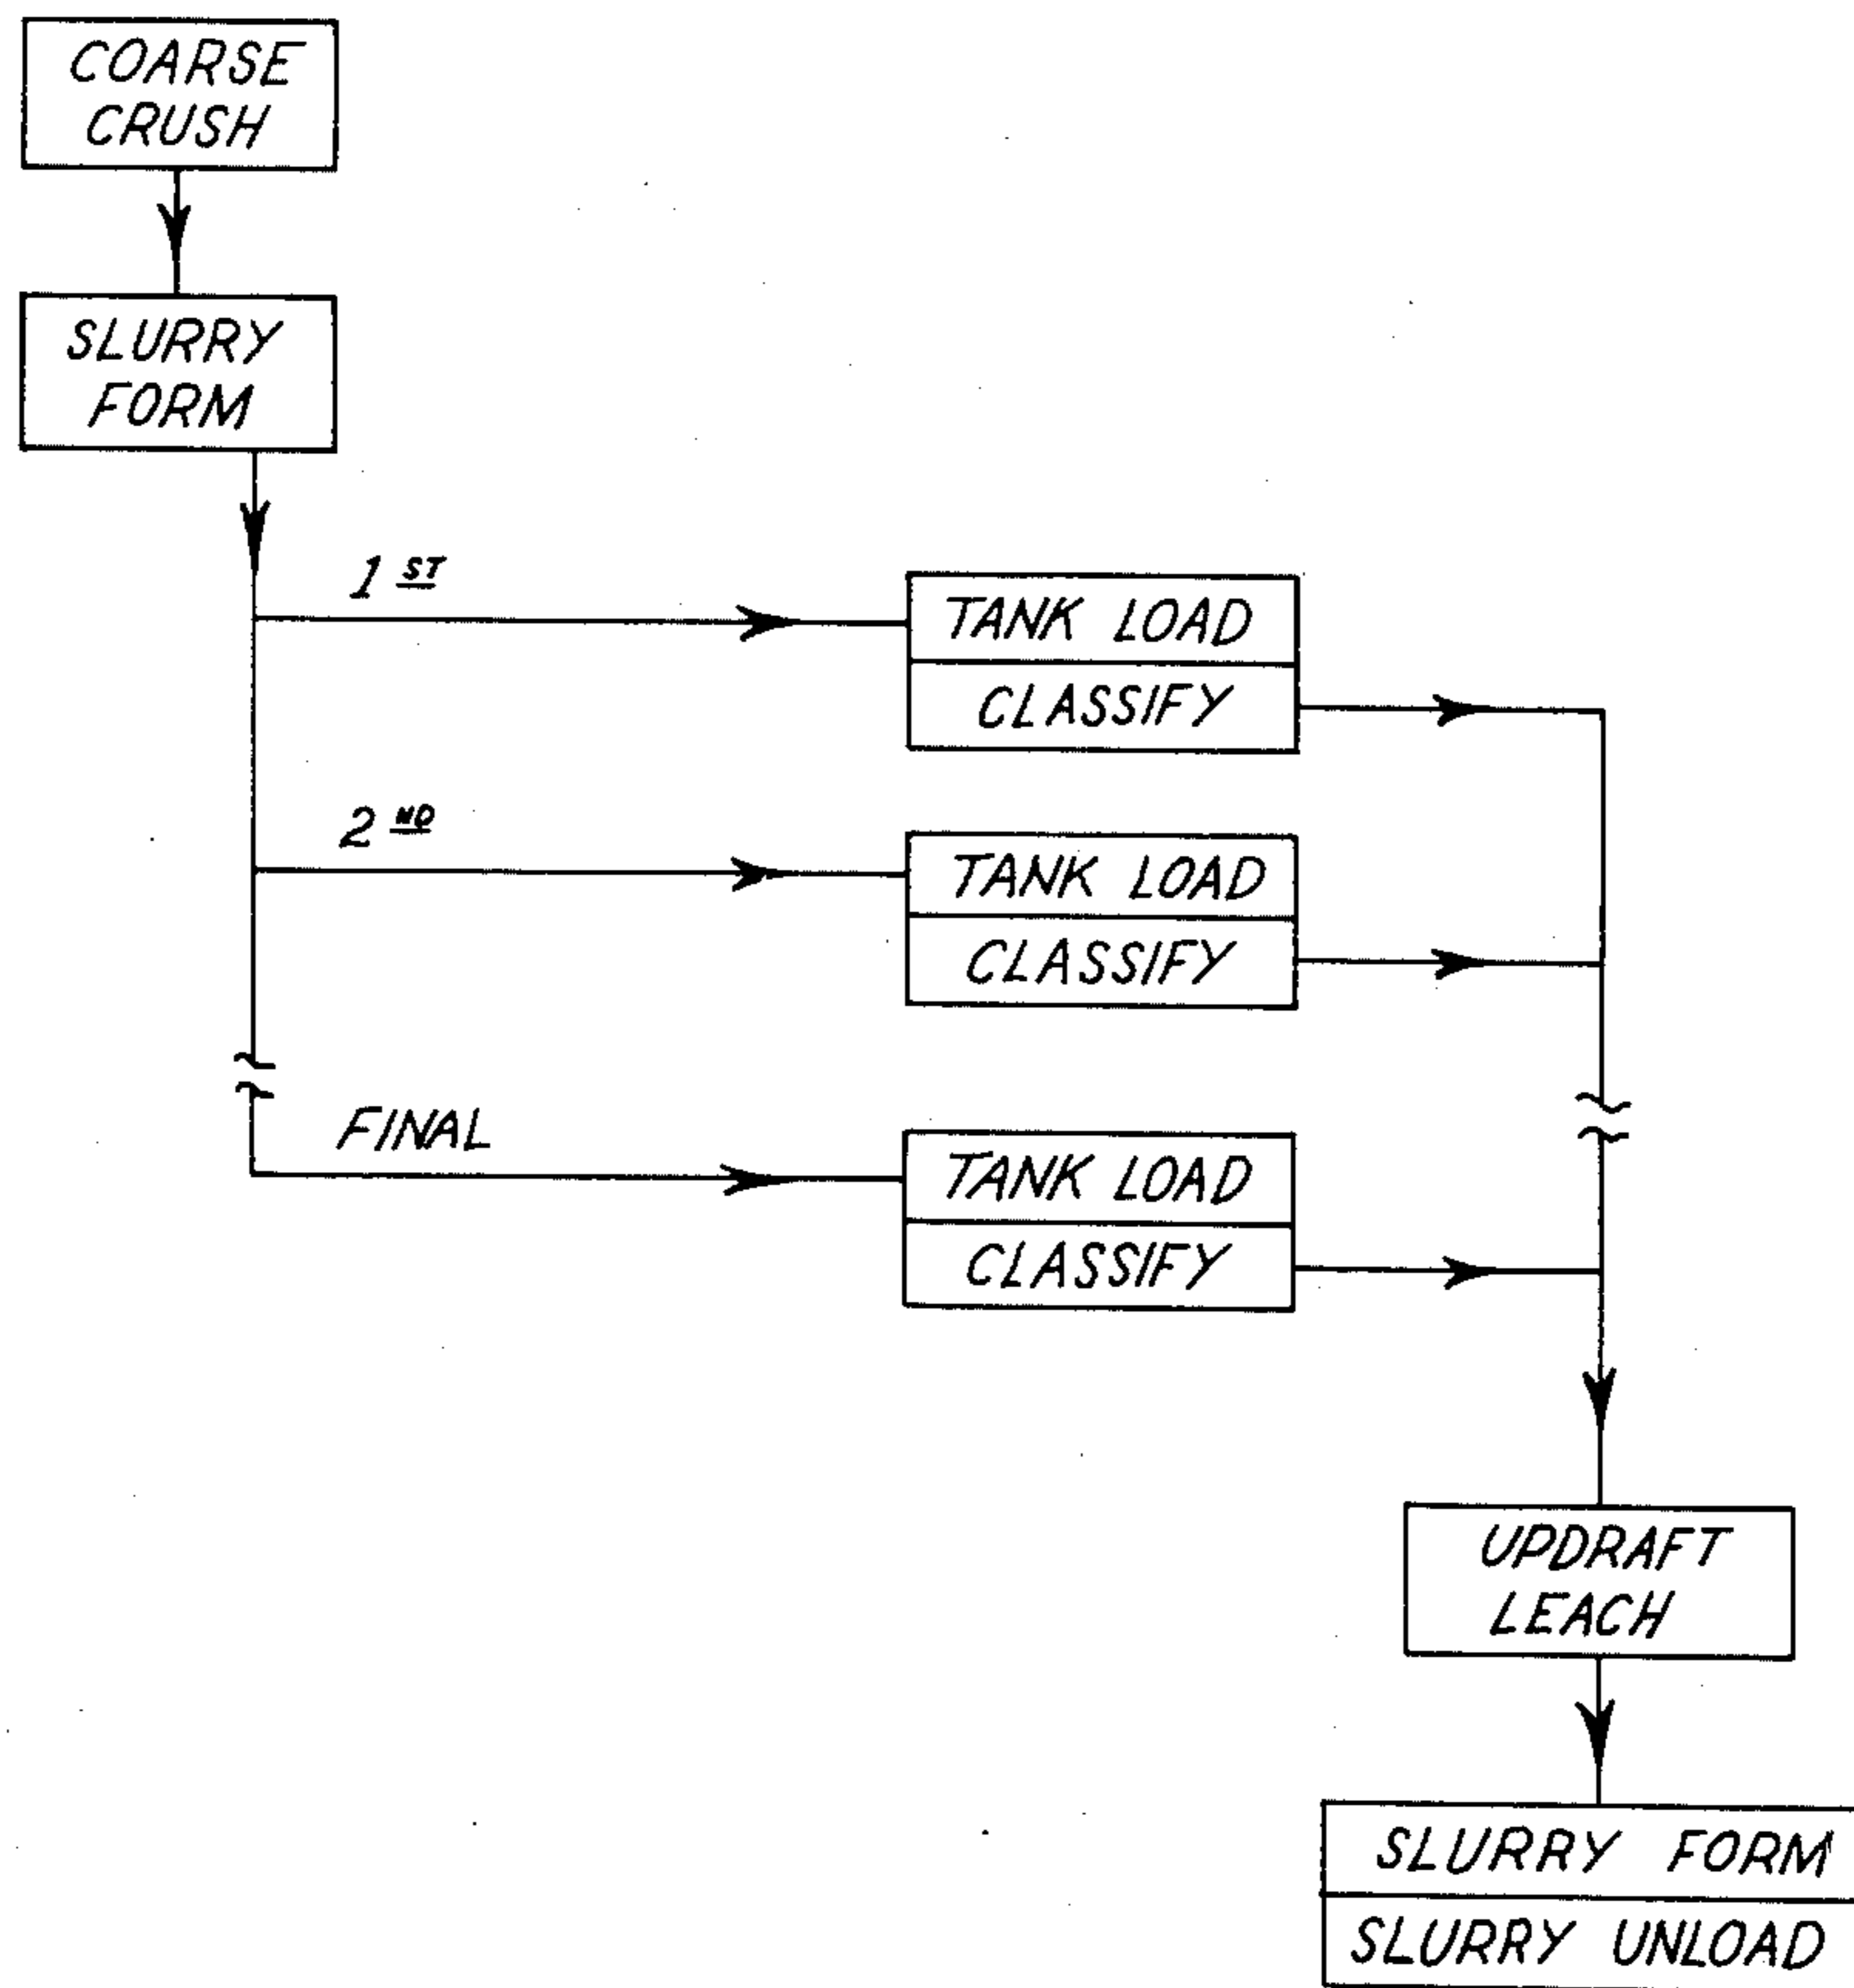 COARSE
CRUSH
SLURRY
FORM
1ST
TANK LOAD
CLASSIFY
2ND
TANK LOAD
CLASSIFY
FINAL
TANK LOAD
CLASSIFY
UPDRAFT
LEACH
SLURRY FORM
SLURRY UNLOAD